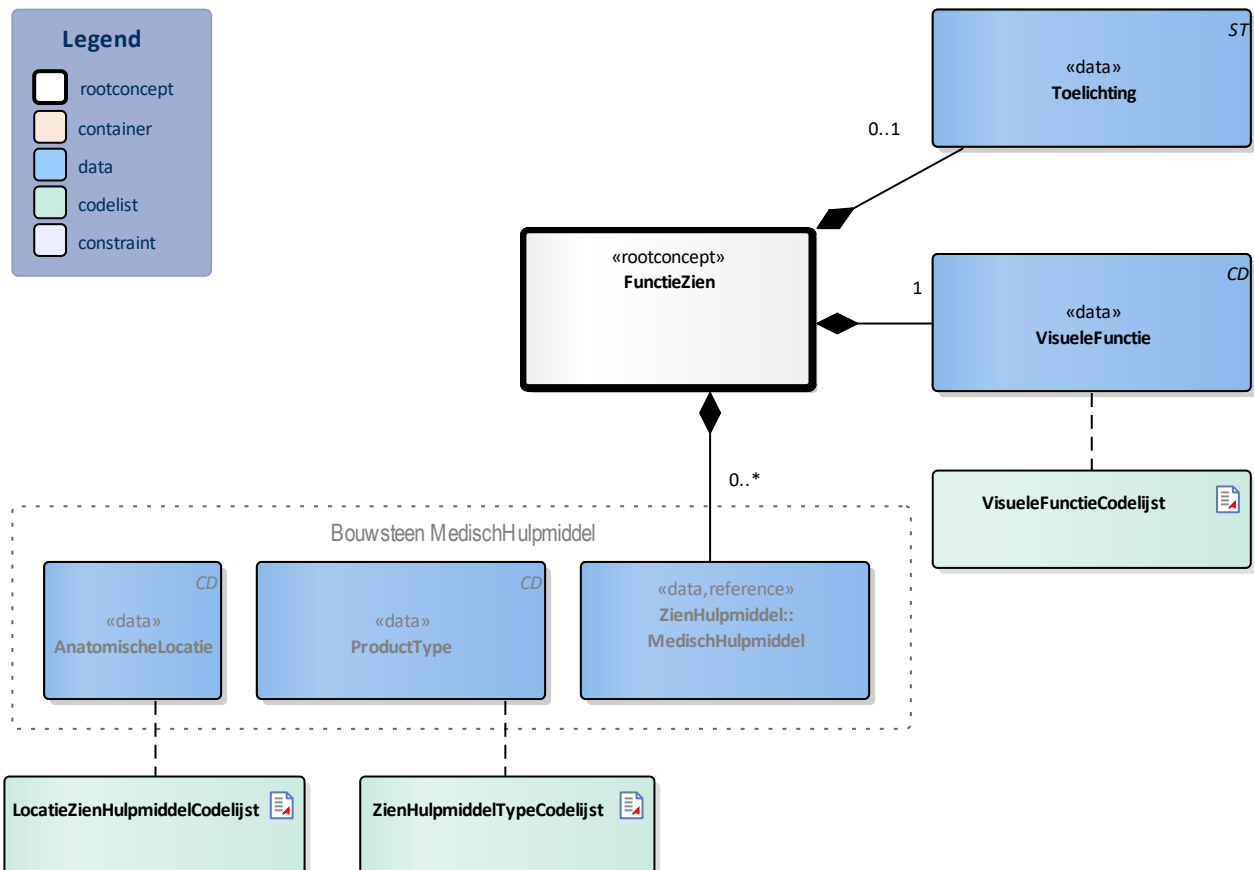 Legend
rootconcept
container
data
codelist
constraint
ST
«data»
Toelichting
0..1
«rootconcept»
FunctieZien
1
CD
«data»
VisueleFunctie
0..*
VisueleFunctieCodelijst
Bouwsteen MedischHulpmiddel
CD
«data»
AnatomischeLocatie
CD
«data»
ProductType
«data,reference»
ZienHulpmiddel::
MedischHulpmiddel
LocatieZienHulpmiddelCodelijst
ZienHulpmiddelTypeCodelijst